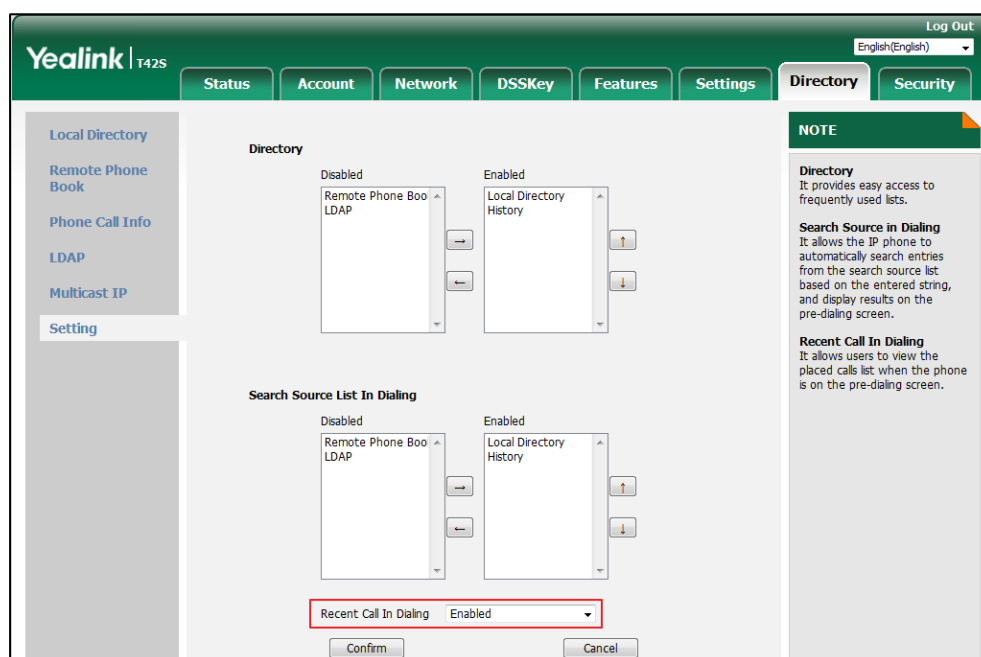 Log Out
English(English)
Yealink T42S
Status
Account
Network
DSSKey
Features
Settings
Directory
Security
Local Directory
Remote Phone
Book
Phone Call Info
LDAP
Multicast IP
Setting
Directory
Disabled
Enabled
Remote Phone Boo
LDAP
Local Directory
History
→
←
↑
↓
Search Source List In Dialing
Disabled
Enabled
Remote Phone Boo
LDAP
Local Directory
History
→
←
↑
↓
Recent Call In Dialing Enabled
Confirm
Cancel
NOTE
Directory
It provides easy access to
frequently used lists.
Search Source in Dialing
It allows the IP phone to
automatically search entries
from the search source list
based on the entered string,
and display results on the
pre-dialing screen.
Recent Call In Dialing
It allows users to view the
placed calls list when the phone
is on the pre-dialing screen.